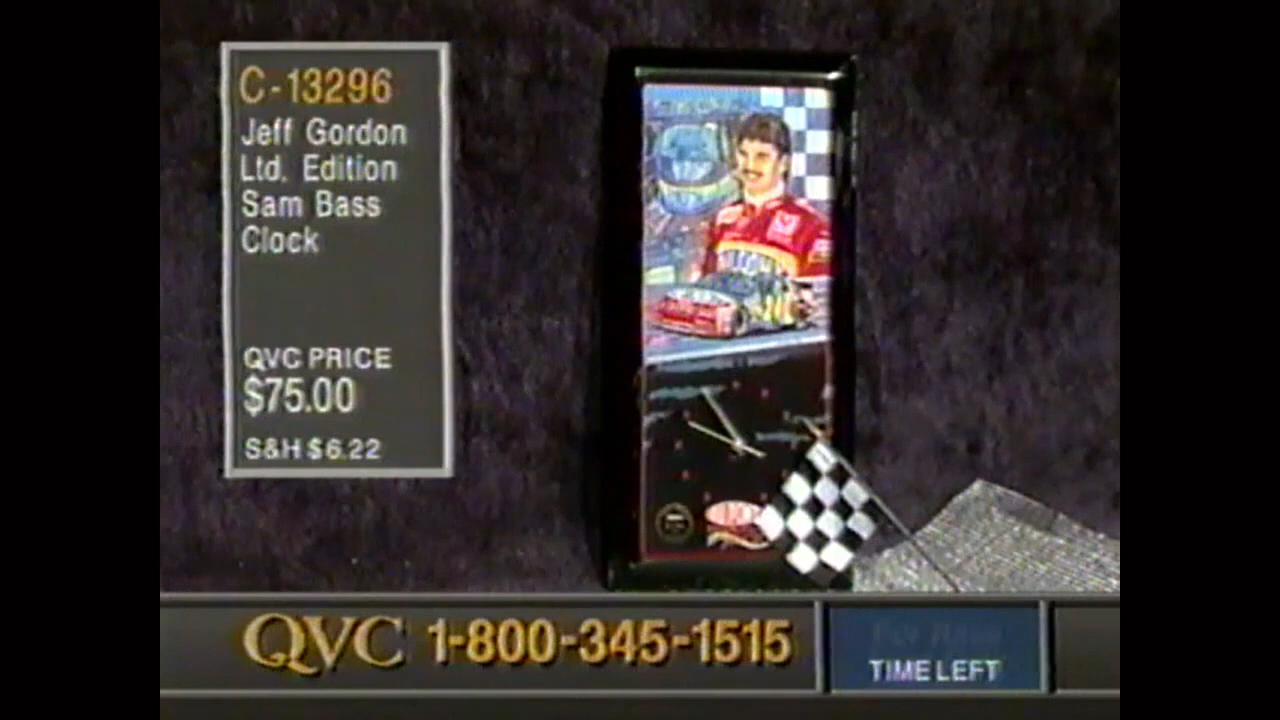 C-13296
Jeff Gordon
Ltd. Edition
Sam Bass
Clock
QVC PRICE
$75.00
S&H $6.22
QVC 1-800-345-1515
TIME LEFT